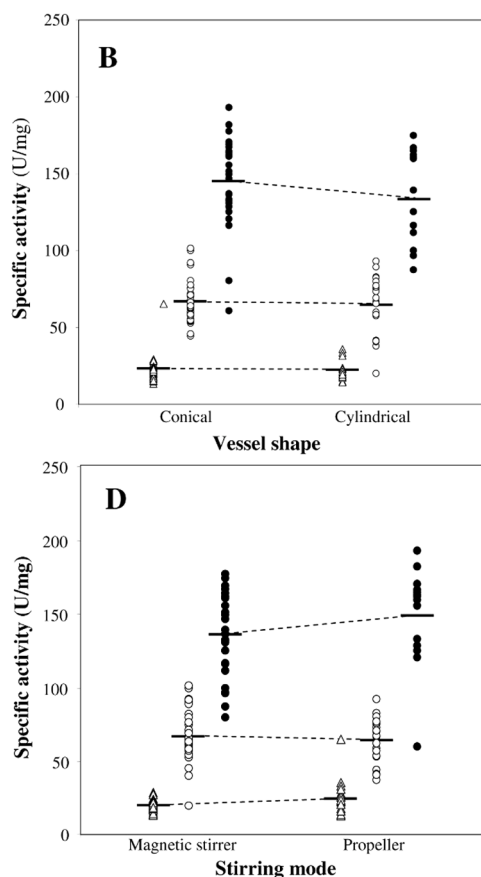 250
B
200
150
100
50
0
Specific activity (U/mg)
Conical
Cylindrical
Vessel shape
250
D
200
150
100
50
0
Specific activity (U/mg)
Magnetic stirrer
Propeller
Stirring mode